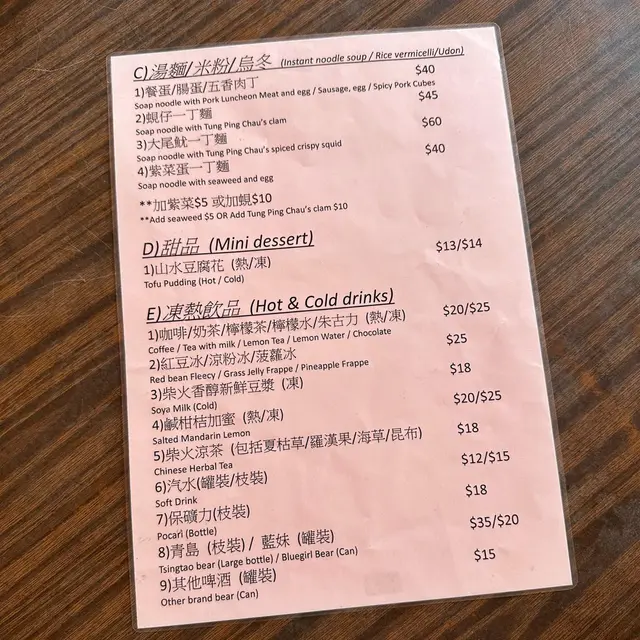 C)湯麵/米粉/烏冬 (Instant noodle soup / Rice vermicelli/Udon)
1)餐蛋/腸蛋/五香肉丁 $40
Soap noodle with Pork Luncheon Meat and egg / Sausage, egg / Spicy Pork Cubes
2)蜆仔一丁麵 $45
Soap noodle with Tung Ping Chau's clam
3)大尾魷一丁麵 $60
Soap noodle with Tung Ping Chau's spiced crispy squid
4)紫菜蛋一丁麵 $40
Soap noodle with seaweed and egg
**加紫菜$5 或加蜆$10
**Add seaweed $5 OR Add Tung Ping Chau's clam $10
D)甜品 (Mini dessert)
1)山水豆腐花 (熱/凍) $13/$14
Tofu Pudding (Hot / Cold)
E)凍熱飲品 (Hot & Cold drinks)
1)咖啡/奶茶/檸檬茶/檸檬水/朱古力 (熱/凍) $20/$25
Coffee / Tea with milk / Lemon Tea / Lemon Water / Chocolate
2)紅豆冰/涼粉冰/菠蘿冰 $25
Red bean Fleecy / Grass Jelly Frappe / Pineapple Frappe
3)柴火香醇新鮮豆漿 (凍) $18
Soya Milk (Cold)
4)鹹柑桔加蜜 (熱/凍) $20/$25
Salted Mandarin Lemon
5)柴火涼茶 (包括夏枯草/羅漢果/海草/昆布) $18
Chinese Herbal Tea
6)汽水(罐裝/枝裝) $12/$15
Soft Drink
7)保礦力(枝裝) $18
Pocari (Bottle)
8)青島 (枝裝) / 藍妹 (罐裝) $35/$20
Tsingtao bear (Large bottle) / Bluegirl Bear (Can)
9)其他啤酒 (罐裝) $15
Other brand bear (Can)